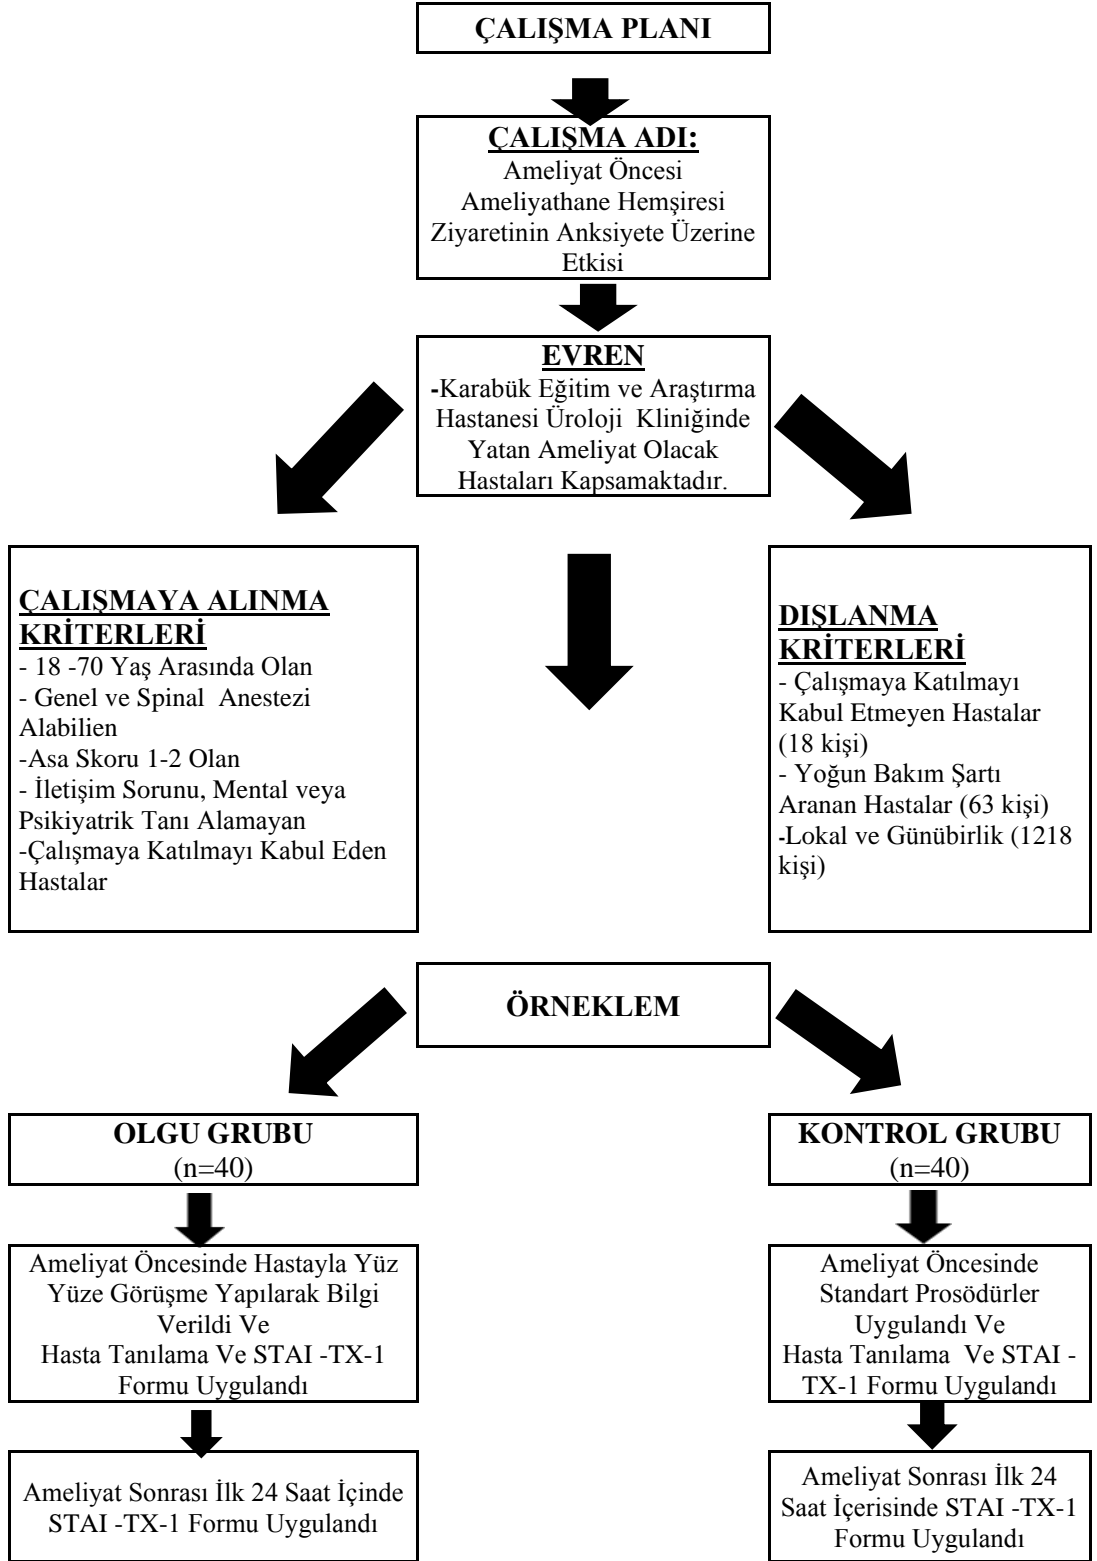 ÇALIŞMA PLANI
ÇALIŞMA ADI:
Ameliyat Öncesi
Ameliyathane Hemşiresi
Ziyaretinin Anksiyete Üzerine
Etkisi
EVREN
-Karabük Eğitim ve Araştırma
Hastanesi Üroloji Kliniğinde
Yatan Ameliyat Olacak
Hastaları Kapsamaktadır.
ÇALIŞMAYA ALINMA
KRİTERLERİ
- 18 -70 Yaş Arasında Olan
- Genel ve Spinal Anestezi
Alabilien
-Asa Skoru 1-2 Olan
- İletişim Sorunu, Mental veya
Psikiyatrik Tanı Alamayan
-Çalışmaya Katılmayı Kabul Eden
Hastalar
DIŞLANMA
KRİTERLERİ
- Çalışmaya Katılmayı
Kabul Etmeyen Hastalar
(18 kişi)
- Yoğun Bakım Şartı
Aranan Hastalar (63 kişi)
-Lokal ve Günübirlik (1218
kişi)
ÖRNEKLEM
OLGU GRUBU
(n=40)
Ameliyat Öncesinde Hastayla Yüz
Yüze Görüşme Yapılarak Bilgi
Verildi Ve
Hasta Tanılama Ve STAI -TX-1
Formu Uygulandı
Ameliyat Sonrası İlk 24 Saat İçinde
STAI -TX-1 Formu Uygulandı
KONTROL GRUBU
(n=40)
Ameliyat Öncesinde
Standart Prosödürler
Uygulandı Ve
Hasta Tanılama Ve STAI -
TX-1 Formu Uygulandı
Ameliyat Sonrası İlk 24
Saat İçerisinde STAI -TX-1
Formu Uygulandı